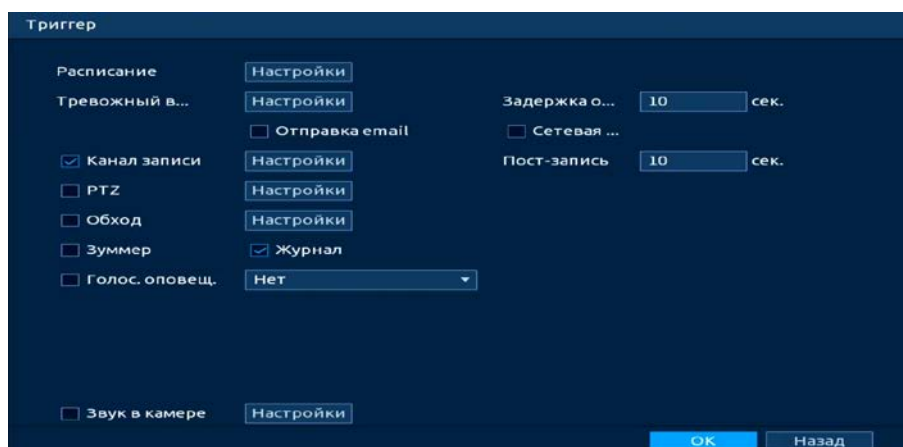 Триггер
Расписание Настройки
Тревожный в... Настройки Задержка о... 10 сек.
Отправка email Сетевая ...
Канал записи Настройки Пост-запись 10 сек.
PTZ Настройки
Обход Настройки
Зуммер Журнал
Голос. оповещ. Нет
Звук в камере Настройки
OK Назад